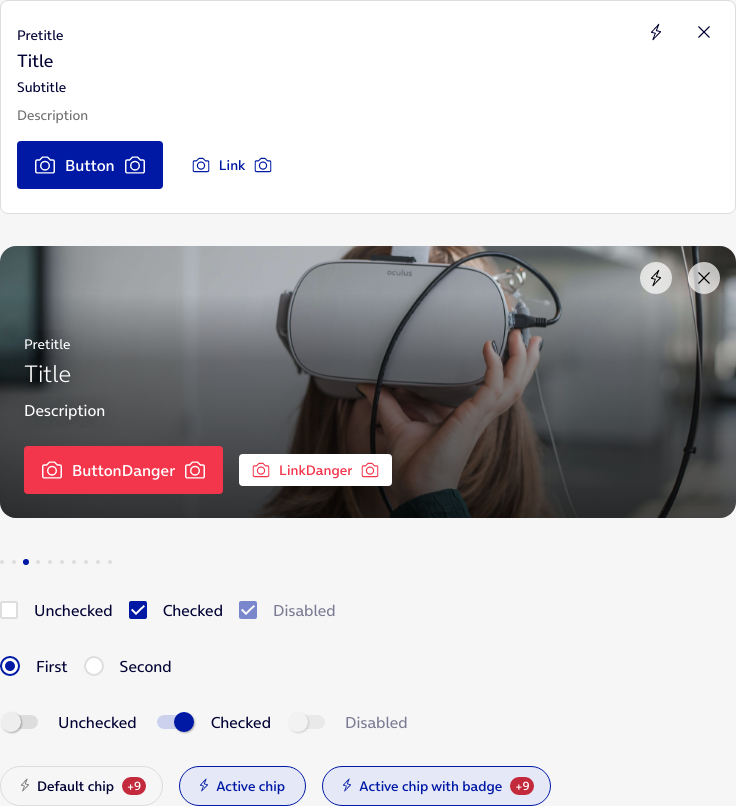 Pretitle
Title
Subtitle
Description
Button
Link
oculus
Pretitle
Title
Description
ButtonDanger
LinkDanger
Unchecked Checked Disabled
First Second
Unchecked Checked Disabled
Default chip +9 Active chip Active chip with badge +9